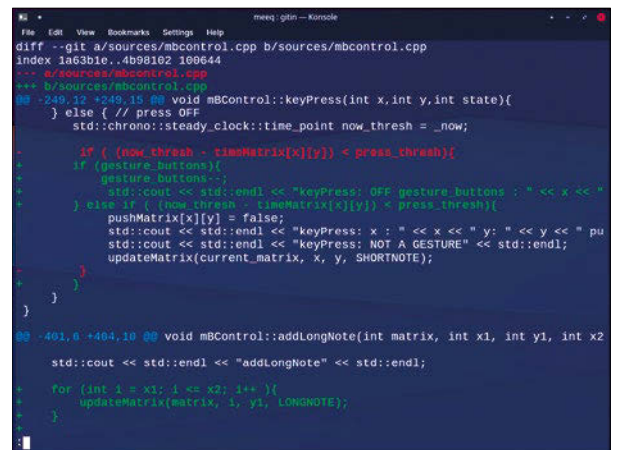 meeq : gitin — Konsole
File Edit View Bookmarks Settings Help
diff --git a/sources/mbcontrol.cpp b/sources/mbcontrol.cpp
index 1a63b1e..4b98102 100644
--- a/sources/mbcontrol.cpp
+++ b/sources/mbcontrol.cpp
@@ -249,12 +249,15 @@ void mBControl::keyPress(int x,int y,int state){
     } else { // press OFF
        std::chrono::steady_clock::time_point now_thresh = _now;
-        if ( (now_thresh - timeMatrix[x][y]) < press_thresh){
+       if (gesture_buttons){
+           gesture_buttons--;
+            std::cout << std::endl << "keyPress: OFF gesture_buttons : " << x << "
+       } else if ( (now_thresh - timeMatrix[x][y]) < press_thresh){
            pushMatrix[x][y] = false;
            std::cout << std::endl << "keyPress: x : " << x << " y: " << y << " pu
            std::cout << std::endl << "keyPress: NOT A GESTURE" << std::endl;
            updateMatrix(current_matrix, x, y, SHORTNOTE);
-        }
+       }
     }
 }
@@ -401,6 +404,10 @@ void mBControl::addLongNote(int matrix, int x1, int y1, int x2
     std::cout << std::endl << "addLongNote" << std::endl;
+    for (int i = x1; i <= x2; i++ ){
+        updateMatrix(matrix, i, y1, LONGNOTE);
+    }
+
: